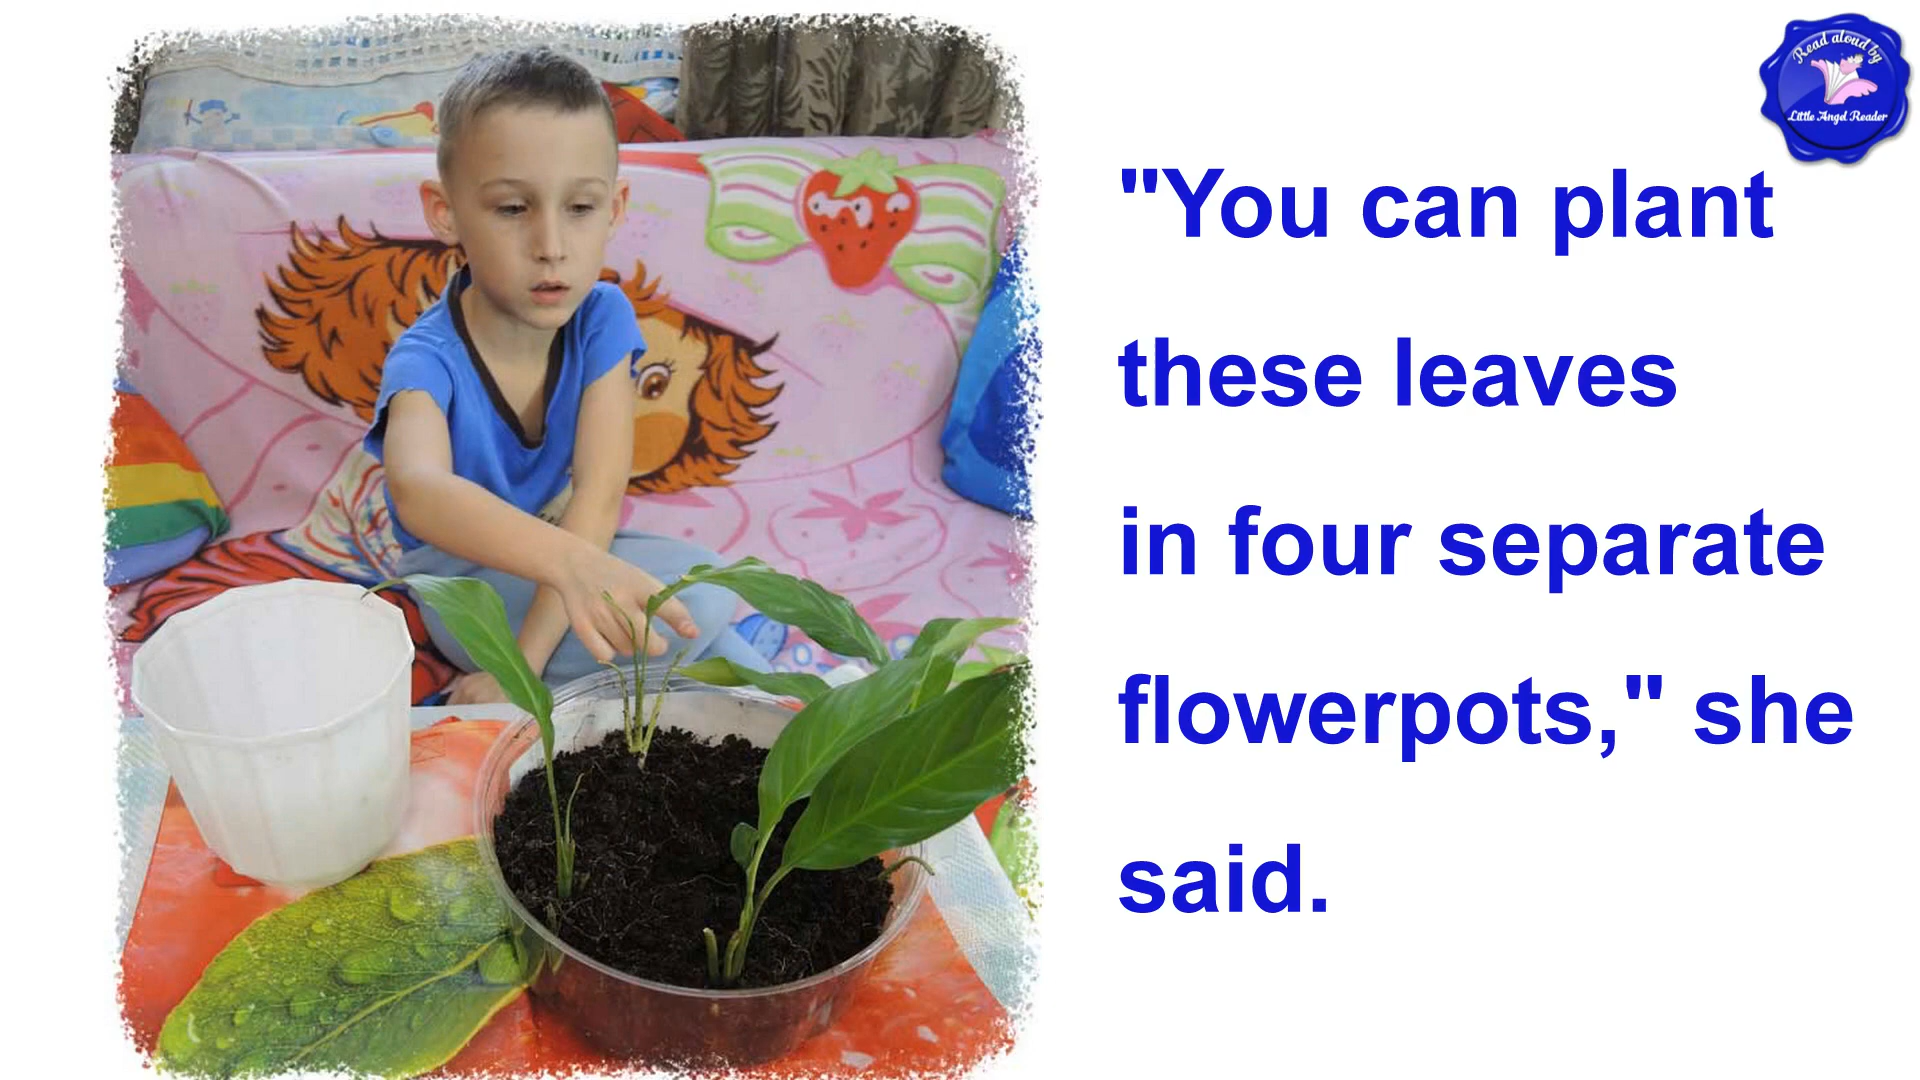 Read aloud by
Little Angel Reader
"You can plant
these leaves
in four separate
flowerpots," she
said.